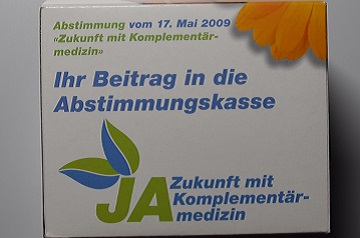 Abstimmung vom 17. Mai 2009
«Zukunft mit Komplementär-
medizin»
Ihr Beitrag in die
Abstimmungskasse
JA Zukunft mit
Komplementär-
medizin